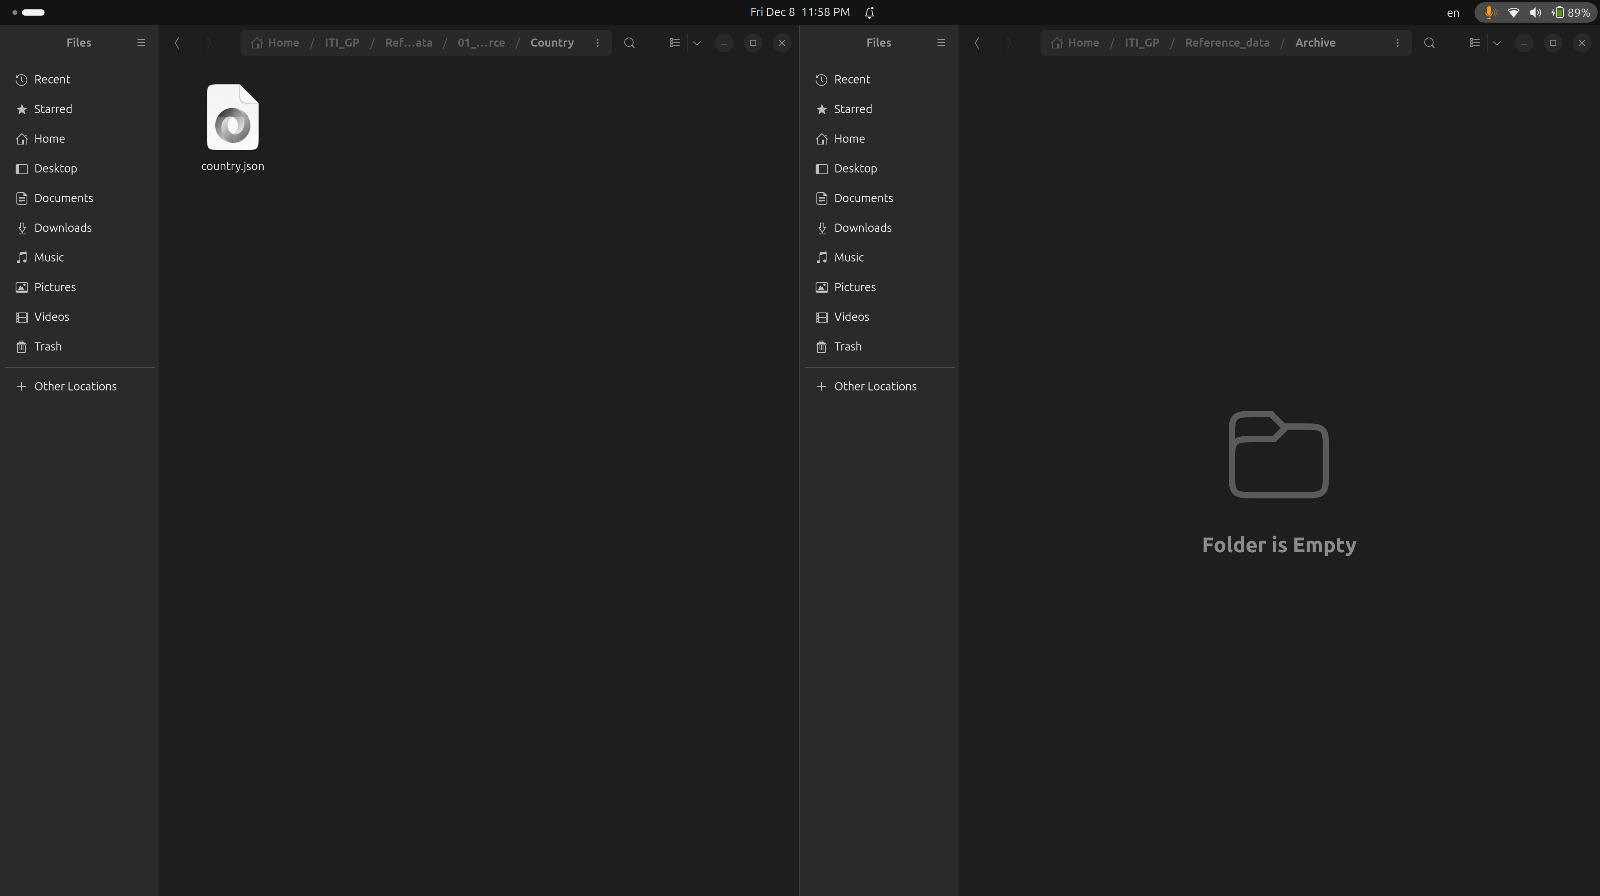 Fri Dec 8 11:58 PM
en
89%
Files
Home / ITI_GP / Ref...ata / 01_...rce / Country
Recent
Starred
Home
Desktop
Documents
Downloads
Music
Pictures
Videos
Trash
Other Locations
country.json
Files
Home / ITI_GP / Reference_data / Archive
Recent
Starred
Home
Desktop
Documents
Downloads
Music
Pictures
Videos
Trash
Other Locations
Folder is Empty